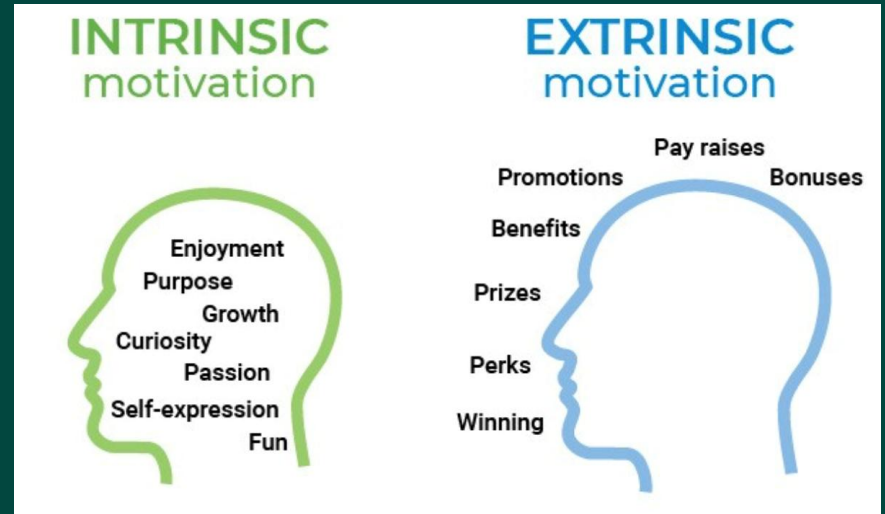 INTRINSIC
motivation
Enjoyment
Purpose
Growth
Curiosity
Passion
Self-expression
Fun
EXTRINSIC
motivation
Pay raises
Promotions
Bonuses
Benefits
Prizes
Perks
Winning